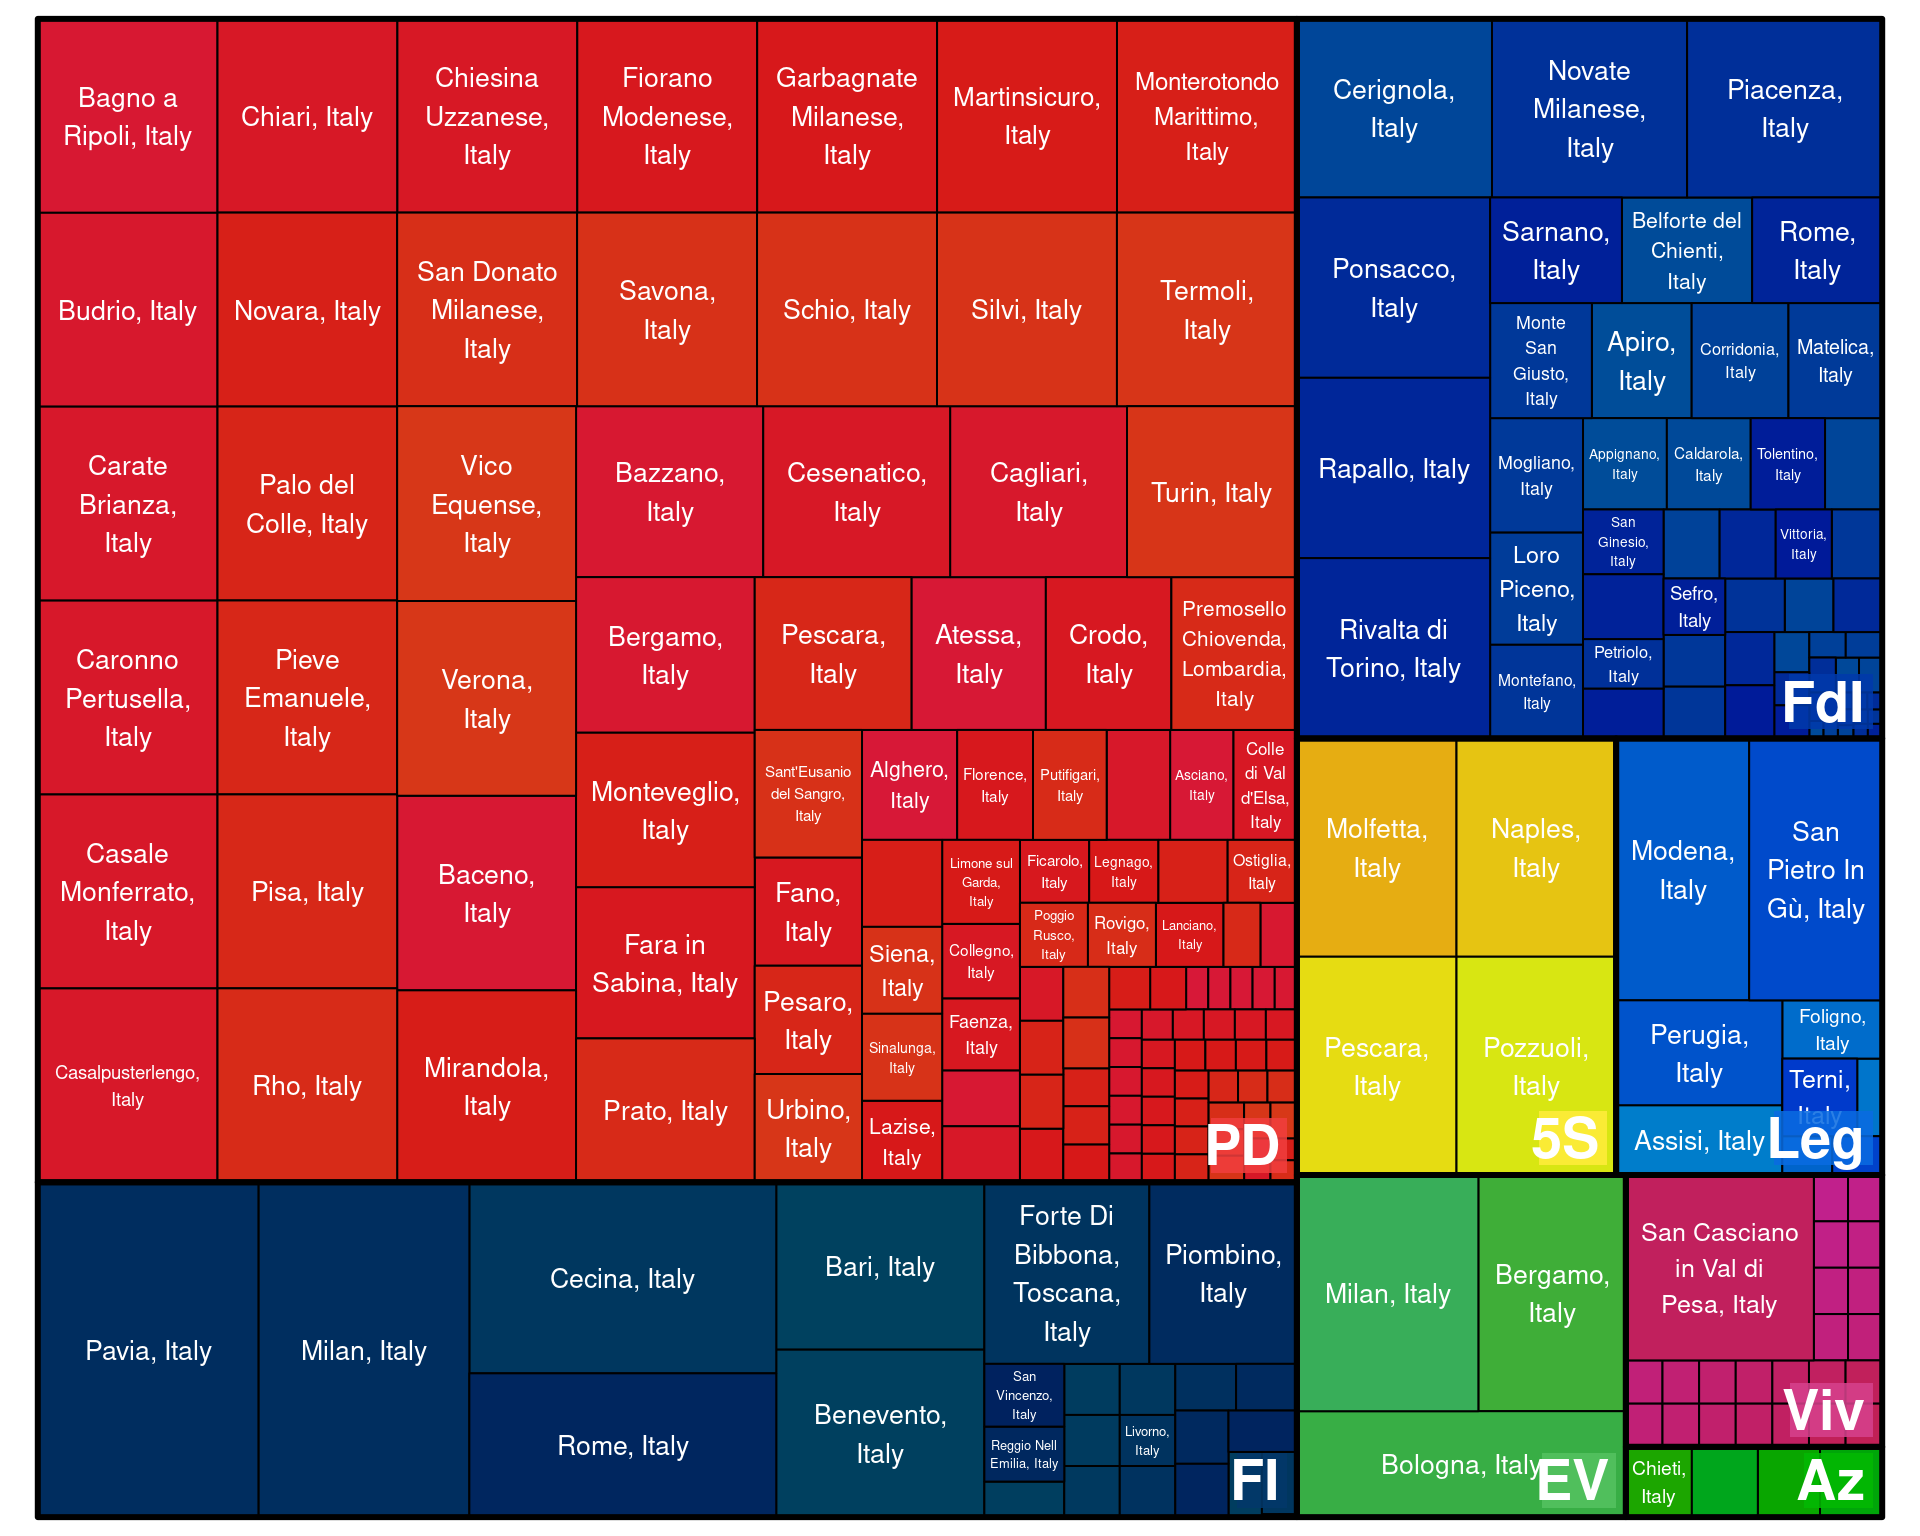 Bagno a
Ripoli, Italy
Chiari, Italy
Chiesina
Uzzanese,
Italy
Fiorano
Modenese,
Italy
Garbagnate
Milanese,
Italy
Martinsicuro,
Italy
Monterotondo
Marittimo,
Italy
Budrio, Italy
Novara, Italy
San Donato
Milanese,
Italy
Savona,
Italy
Schio, Italy
Silvi, Italy
Termoli,
Italy
Carate
Brianza,
Italy
Palo del
Colle, Italy
Vico
Equense,
Italy
Bazzano,
Italy
Cesenatico,
Italy
Cagliari,
Italy
Turin, Italy
Caronno
Pertusella,
Italy
Pieve
Emanuele,
Italy
Verona,
Italy
Bergamo,
Italy
Pescara,
Italy
Atessa,
Italy
Crodo,
Italy
Premosello
Chiovenda,
Lombardia,
Italy
Casale
Monferrato,
Italy
Pisa, Italy
Baceno,
Italy
Monteveglio,
Italy
Sant'Eusanio
del Sangro,
Italy
Alghero,
Italy
Florence,
Italy
Putifigari,
Italy
Asciano,
Italy
Colle
di Val
d'Elsa,
Italy
Fara in
Sabina, Italy
Fano,
Italy
Limone sul
Garda,
Italy
Ficarolo,
Italy
Legnago,
Italy
Ostiglia,
Italy
Poggio
Rusco,
Italy
Rovigo,
Italy
Lanciano,
Italy
Siena,
Italy
Collegno,
Italy
Casalpusterlengo,
Italy
Rho, Italy
Mirandola,
Italy
Prato, Italy
Pesaro,
Italy
Sinalunga,
Italy
Faenza,
Italy
Urbino,
Italy
Lazise,
Italy
PD
Cerignola,
Italy
Novate
Milanese,
Italy
Piacenza,
Italy
Ponsacco,
Italy
Sarnano,
Italy
Belforte del
Chienti,
Italy
Rome,
Italy
Monte
San
Giusto,
Italy
Apiro,
Italy
Corridonia,
Italy
Matelica,
Italy
Rapallo, Italy
Mogliano,
Italy
Appignano,
Italy
Caldarola,
Italy
Tolentino,
Italy
San
Ginesio,
Italy
Vittoria,
Italy
Loro
Piceno,
Italy
Sefro,
Italy
Rivalta di
Torino, Italy
Petriolo,
Italy
Montefano,
Italy
FdI
Molfetta,
Italy
Naples,
Italy
Pescara,
Italy
Pozzuoli,
Italy
5S
Modena,
Italy
San
Pietro In
Gù, Italy
Perugia,
Italy
Foligno,
Italy
Terni,
Italy
Assisi, Italy
Leg
Pavia, Italy
Milan, Italy
Cecina, Italy
Rome, Italy
Bari, Italy
Benevento,
Italy
Forte Di
Bibbona,
Toscana,
Italy
Piombino,
Italy
San
Vincenzo,
Italy
Reggio Nell
Emilia, Italy
Livorno,
Italy
FI
Milan, Italy
Bergamo,
Italy
Bologna, Italy
EV
San Casciano
in Val di
Pesa, Italy
Viv
Chieti,
Italy
Az